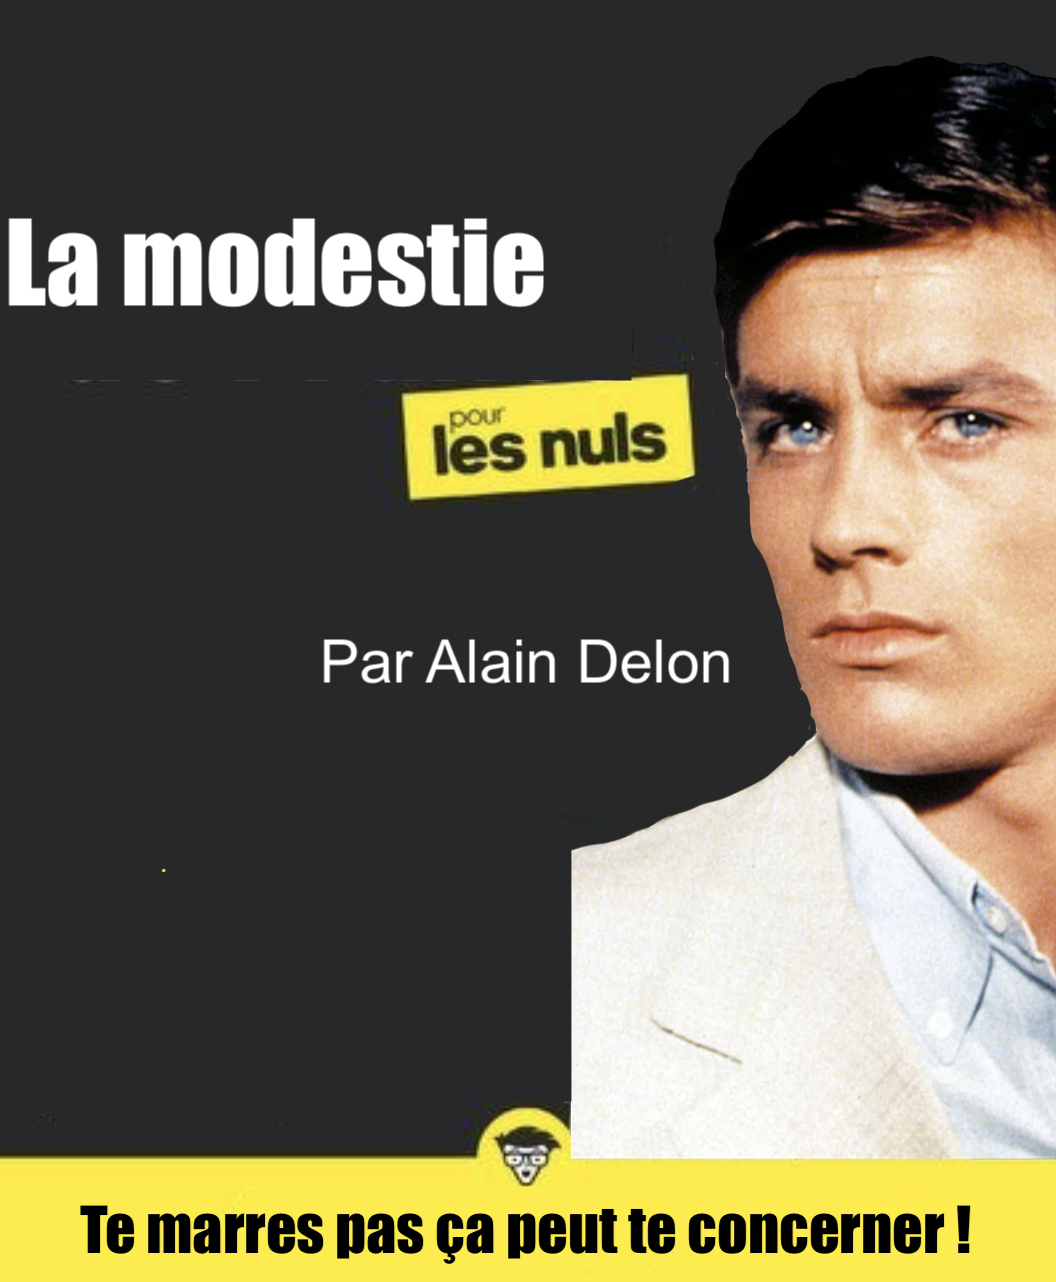 La modestie
pour
les nuls
Par Alain Delon
Te marres pas ça peut te concerner !